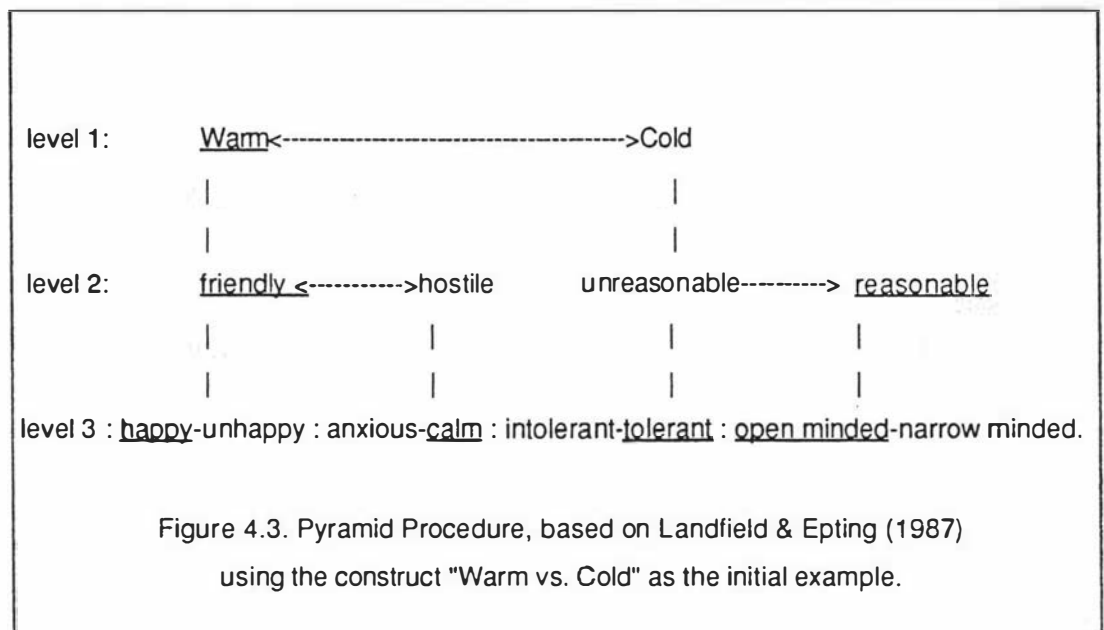 level 1: Warm<------------------------------------>Cold
| |
| |
level 2: friendly <----------->hostile unreasonable----------> reasonable
| | | |
| | | |
level 3 : happy-unhappy : anxious-calm : intolerant-tolerant : open minded-narrow minded.
Figure 4.3. Pyramid Procedure, based on Landfield & Epting (1987)
using the construct "Warm vs. Cold" as the initial example.